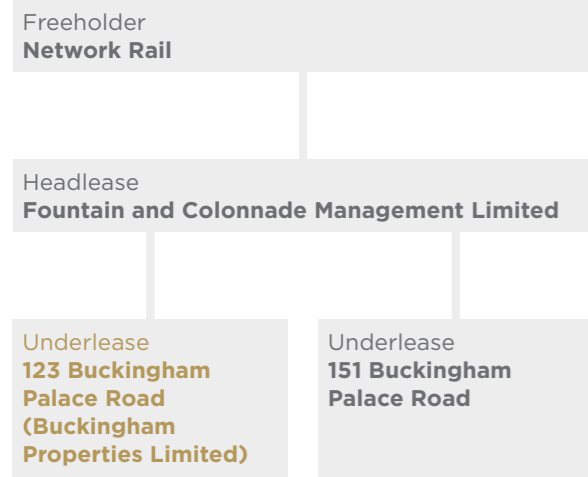 Freeholder
Network Rail
Headlease
Fountain and Colonnade Management Limited
Underlease
123 Buckingham
Palace Road
(Buckingham
Properties Limited)
Underlease
151 Buckingham
Palace Road